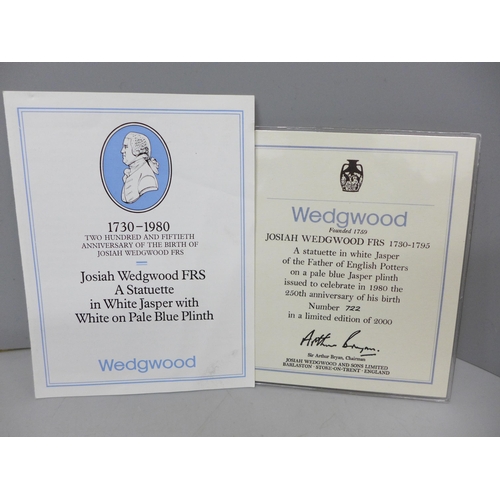 1730-1980
TWO HUNDRED AND FIFTIETH
ANNIVERSARY OF THE BIRTH OF
JOSIAH WEDGWOOD FRS
Josiah Wedgwood FRS
A Statuette
in White Jasper with
White on Pale Blue Plinth
Wedgwood
Wedgwood
Founded 1759
JOSIAH WEDGWOOD FRS 1730-1795
A statuette in white Jasper
of the Father of English Potters
on a pale blue Jasper plinth
issued to celebrate in 1980 the
250th anniversary of his birth
Number 722
in a limited edition of 2000
Arthur Bryan.
Sir Arthur Bryan, Chairman
JOSIAH WEDGWOOD AND SONS LIMITED
BARLASTON · STOKE-ON-TRENT · ENGLAND